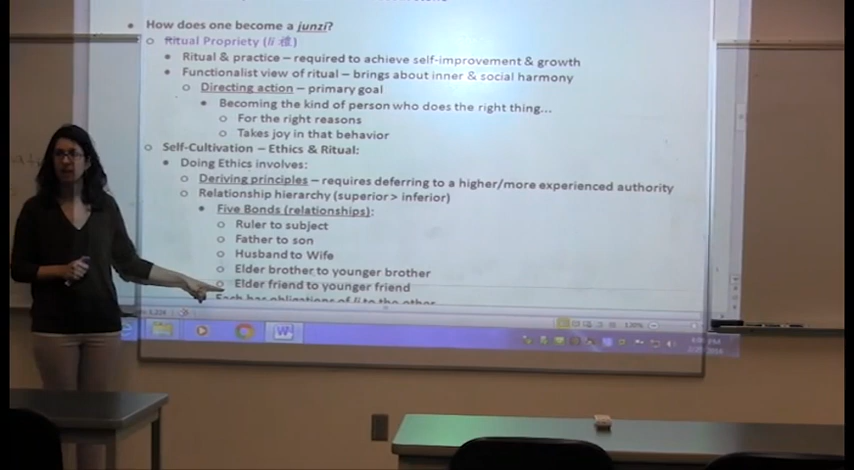 How does one become a junzi?
Ritual Propriety (li 禮)
Ritual & practice – required to achieve self-improvement & growth
Functionalist view of ritual – brings about inner & social harmony
Directing action – primary goal
Becoming the kind of person who does the right thing...
For the right reasons
Takes joy in that behavior
Self-Cultivation – Ethics & Ritual:
Doing Ethics involves:
Deriving principles – requires deferring to a higher/more experienced authority
Relationship hierarchy (superior > inferior)
Five Bonds (relationships):
Ruler to subject
Father to son
Husband to Wife
Elder brother to younger brother
Elder friend to younger friend
Each has obligations of li to the other